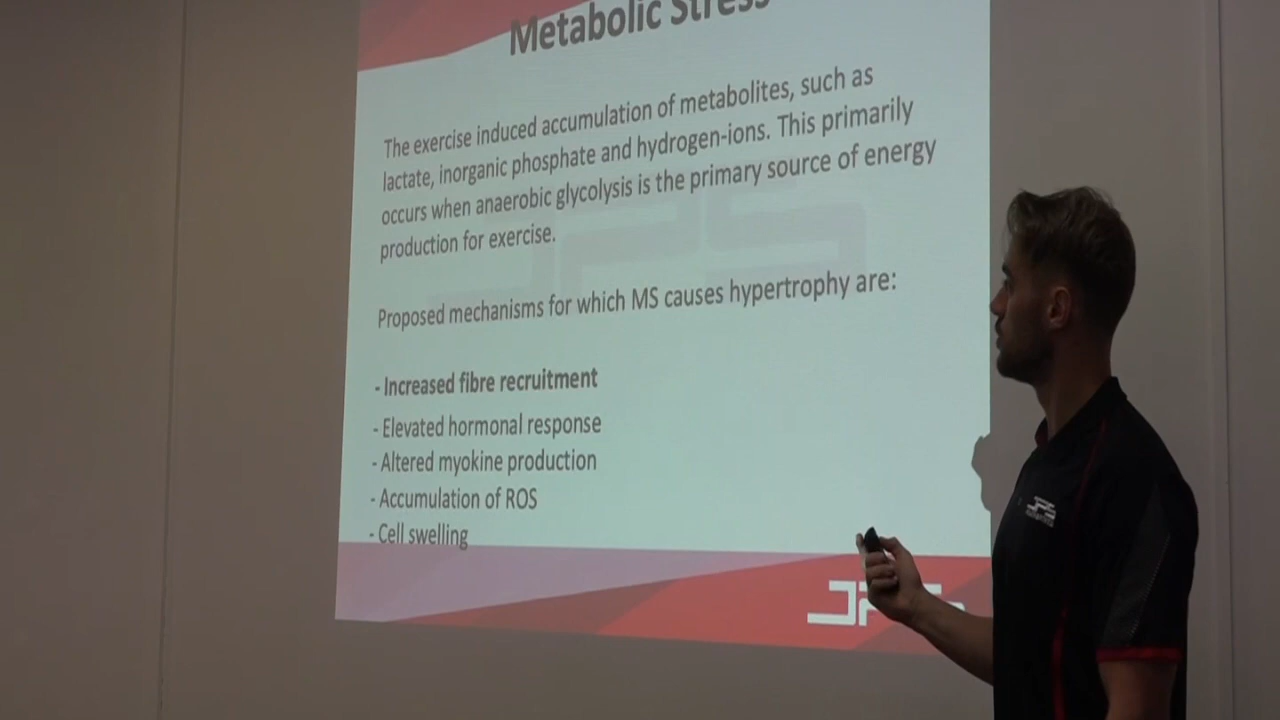 Metabolic Stress
The exercise induced accumulation of metabolites, such as
lactate, inorganic phosphate and hydrogen-ions. This primarily
occurs when anaerobic glycolysis is the primary source of energy
production for exercise.
Proposed mechanisms for which MS causes hypertrophy are:
- Increased fibre recruitment
- Elevated hormonal response
- Altered myokine production
- Accumulation of ROS
- Cell swelling
JPS